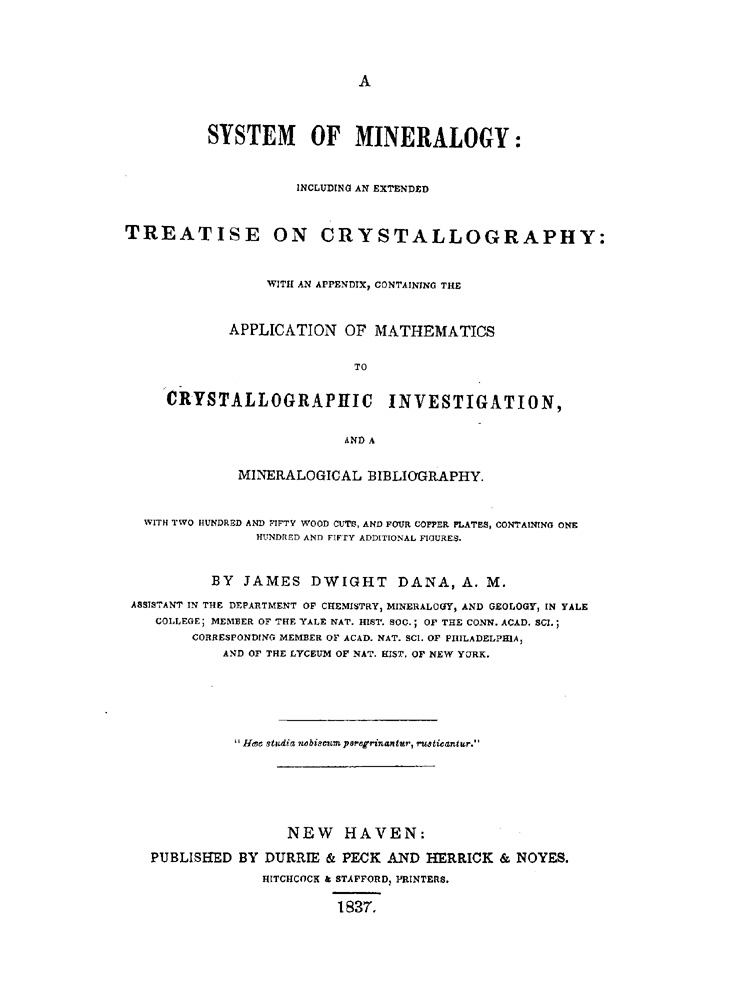 A
SYSTEM OF MINERALOGY:
INCLUDING AN EXTENDED
TREATISE ON CRYSTALLOGRAPHY:
WITH AN APPENDIX, CONTAINING THE
APPLICATION OF MATHEMATICS
TO
CRYSTALLOGRAPHIC INVESTIGATION,
AND A
MINERALOGICAL BIBLIOGRAPHY.
WITH TWO HUNDRED AND FIFTY WOOD CUTS, AND FOUR COPPER PLATES, CONTAINING ONE
HUNDRED AND FIFTY ADDITIONAL FIGURES.
BY JAMES DWIGHT DANA, A. M.
ASSISTANT IN THE DEPARTMENT OF CHEMISTRY, MINERALOGY, AND GEOLOGY, IN YALE
COLLEGE; MEMBER OF THE YALE NAT. HIST. SOC.; OF THE CONN. ACAD. SCI.;
CORRESPONDING MEMBER OF ACAD. NAT. SCI. OF PHILADELPHIA,
AND OF THE LYCEUM OF NAT. HIST. OF NEW YORK.
"Hæc studia nobiscum peregrinantur, rusticantur."
NEW HAVEN:
PUBLISHED BY DURRIE & PECK AND HERRICK & NOYES.
HITCHCOCK & STAFFORD, PRINTERS.
1837.